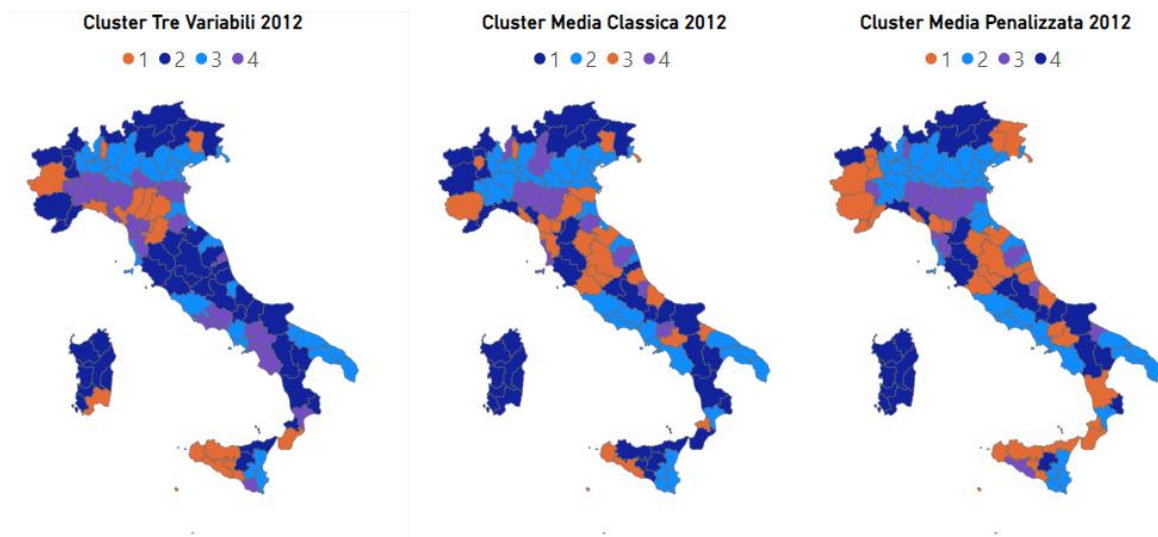 Cluster Tre Variabili 2012
1 2 3 4
Cluster Media Classica 2012
1 2 3 4
Cluster Media Penalizzata 2012
1 2 3 4